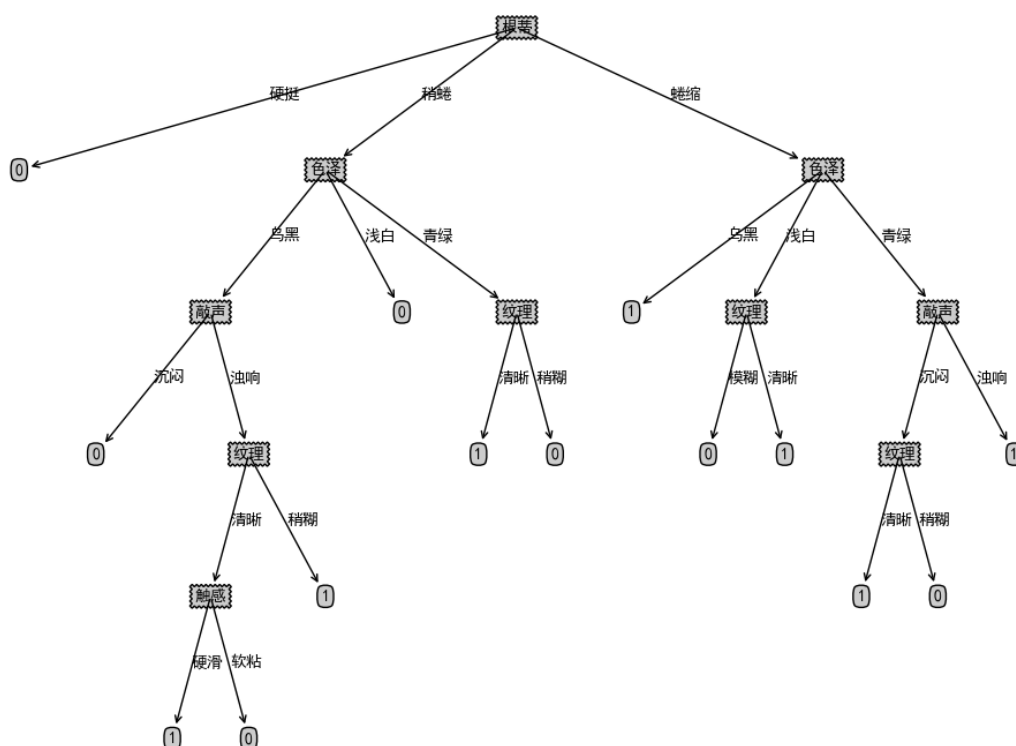 根蒂
硬挺 稍蜷 蜷缩
0 色泽 色泽
乌黑 浅白 青绿 乌黑 浅白 青绿
敲声 0 纹理 1 纹理 敲声
沉闷 浊响 清晰 稍糊 模糊 清晰 沉闷 浊响
0 纹理 1 0 0 1 纹理 1
清晰 稍糊 清晰 稍糊
触感 1 1 0
硬滑 软粘
1 0